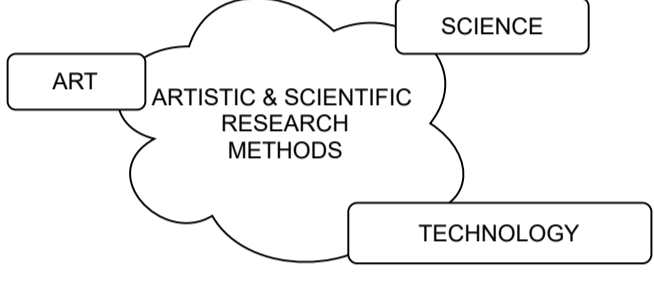 SCIENCE
ART
ARTISTIC & SCIENTIFIC
RESEARCH
METHODS
TECHNOLOGY